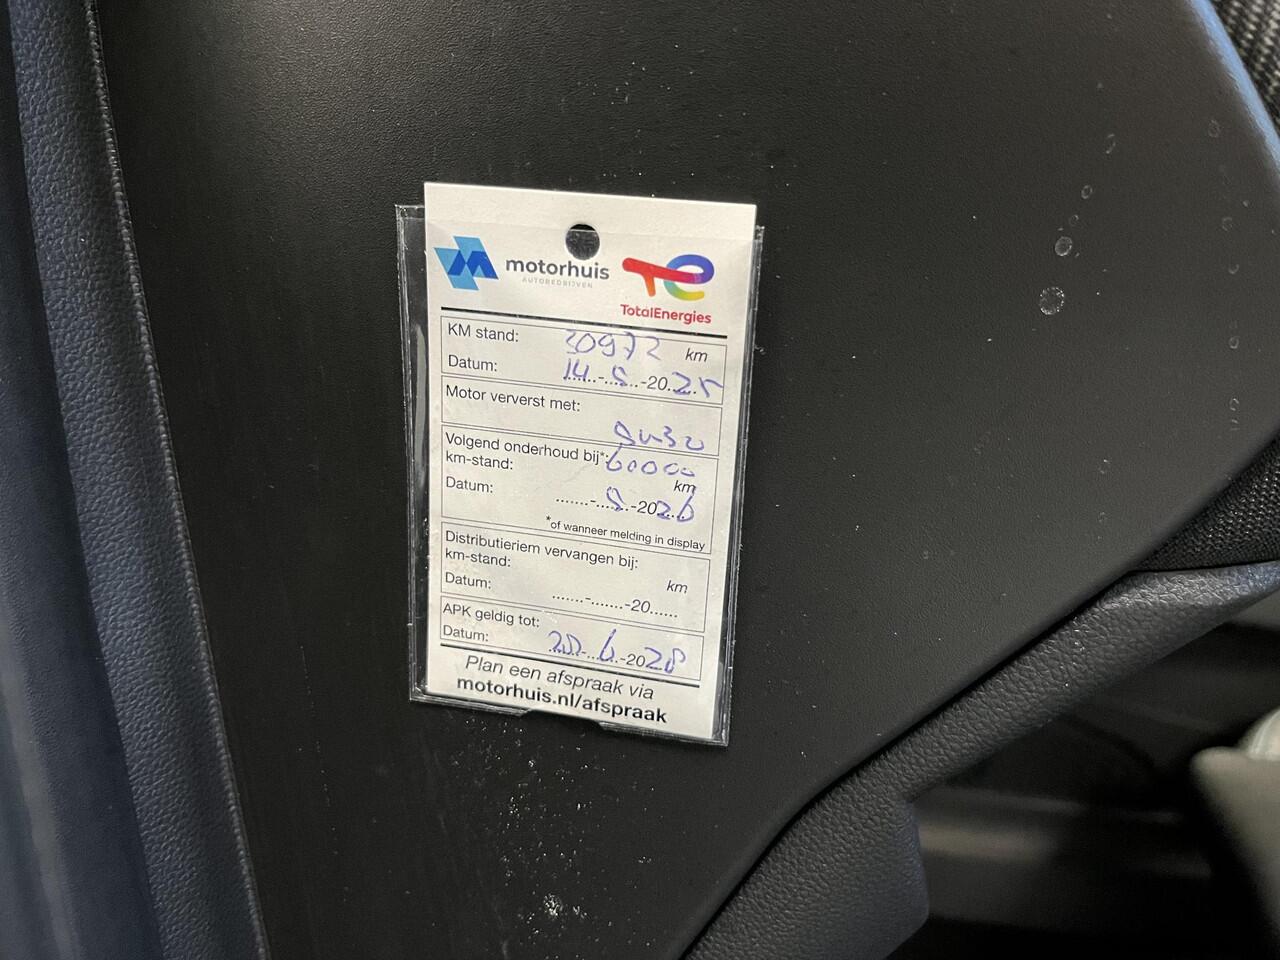 motorhuis
AUTOBEDRIJVEN
TotalEnergies
KM stand: 30972 km
Datum: 14-5-2025
Motor ververst met:
5w30
Volgend onderhoud bij*:
km-stand: 60000 km
Datum: .......-..5..-2026
*of wanneer melding in display
Distributieriem vervangen bij:
km-stand: km
Datum: .......-.......-20......
APK geldig tot:
Datum: 20-6-2028
Plan een afspraak via
motorhuis.nl/afspraak